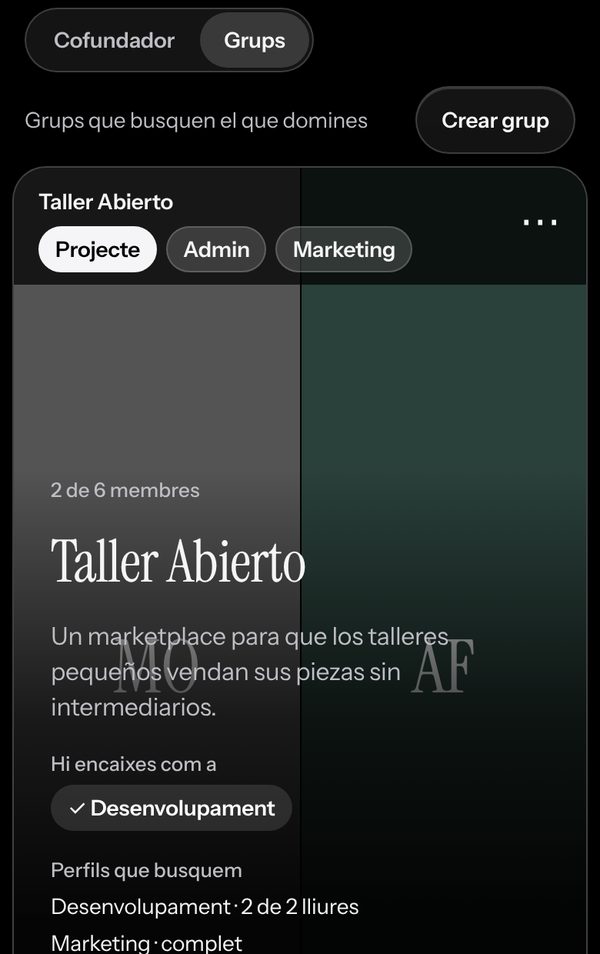 Cofundador
Grups
Grups que busquen el que domines
Crear grup
Taller Abierto
...
Projecte
Admin
Marketing
2 de 6 membres
Taller Abierto
Un marketplace para que los talleres
pequeños vendan sus piezas sin
intermediarios.
MO
AF
Hi encaixes com a
✓ Desenvolupament
Perfils que busquem
Desenvolupament · 2 de 2 lliures
Marketing · complet